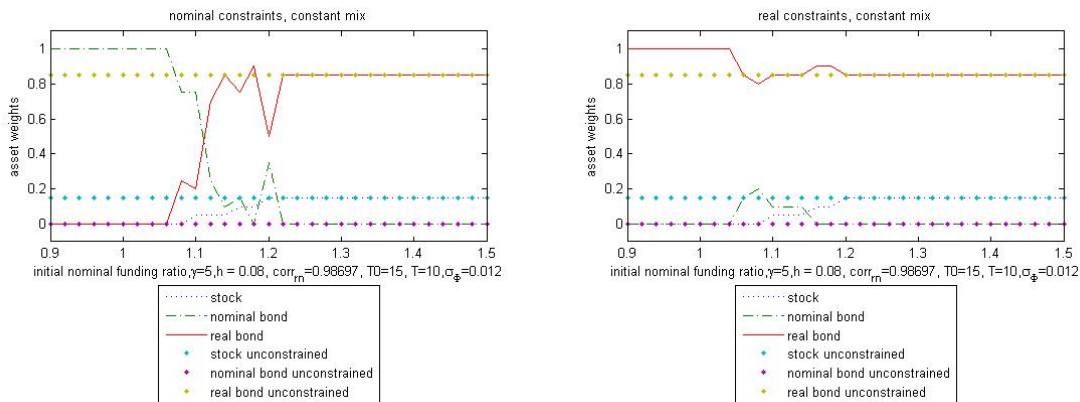 nominal constraints, constant mix
1
0.8
0.6
0.4
0.2
0
asset weights
0.9 1 1.1 1.2 1.3 1.4 1.5
initial nominal funding ratio,γ=5,h = 0.08, corr_rn=0.98697, T0=15, T=10,σ_Φ=0.012
stock
nominal bond
real bond
stock unconstrained
nominal bond unconstrained
real bond unconstrained
real constraints, constant mix
1
0.8
0.6
0.4
0.2
0
asset weights
0.9 1 1.1 1.2 1.3 1.4 1.5
initial nominal funding ratio,γ=5,h = 0.08, corr_rn=0.98697, T0=15, T=10,σ_Φ=0.012
stock
nominal bond
real bond
stock unconstrained
nominal bond unconstrained
real bond unconstrained